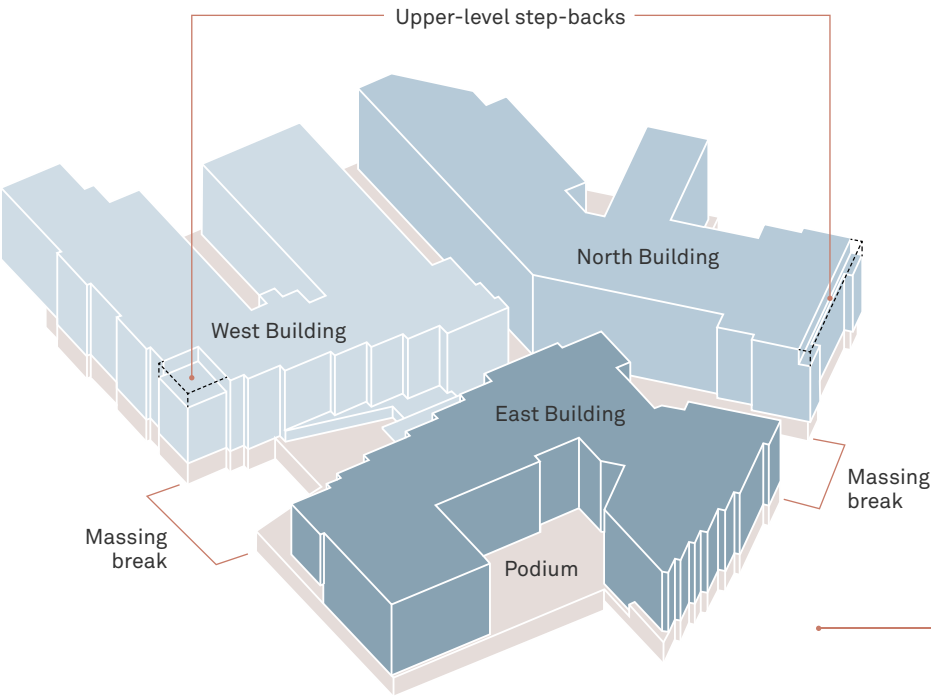 Upper-level step-backs
North Building
West Building
East Building
Massing
break
Massing
break
Podium